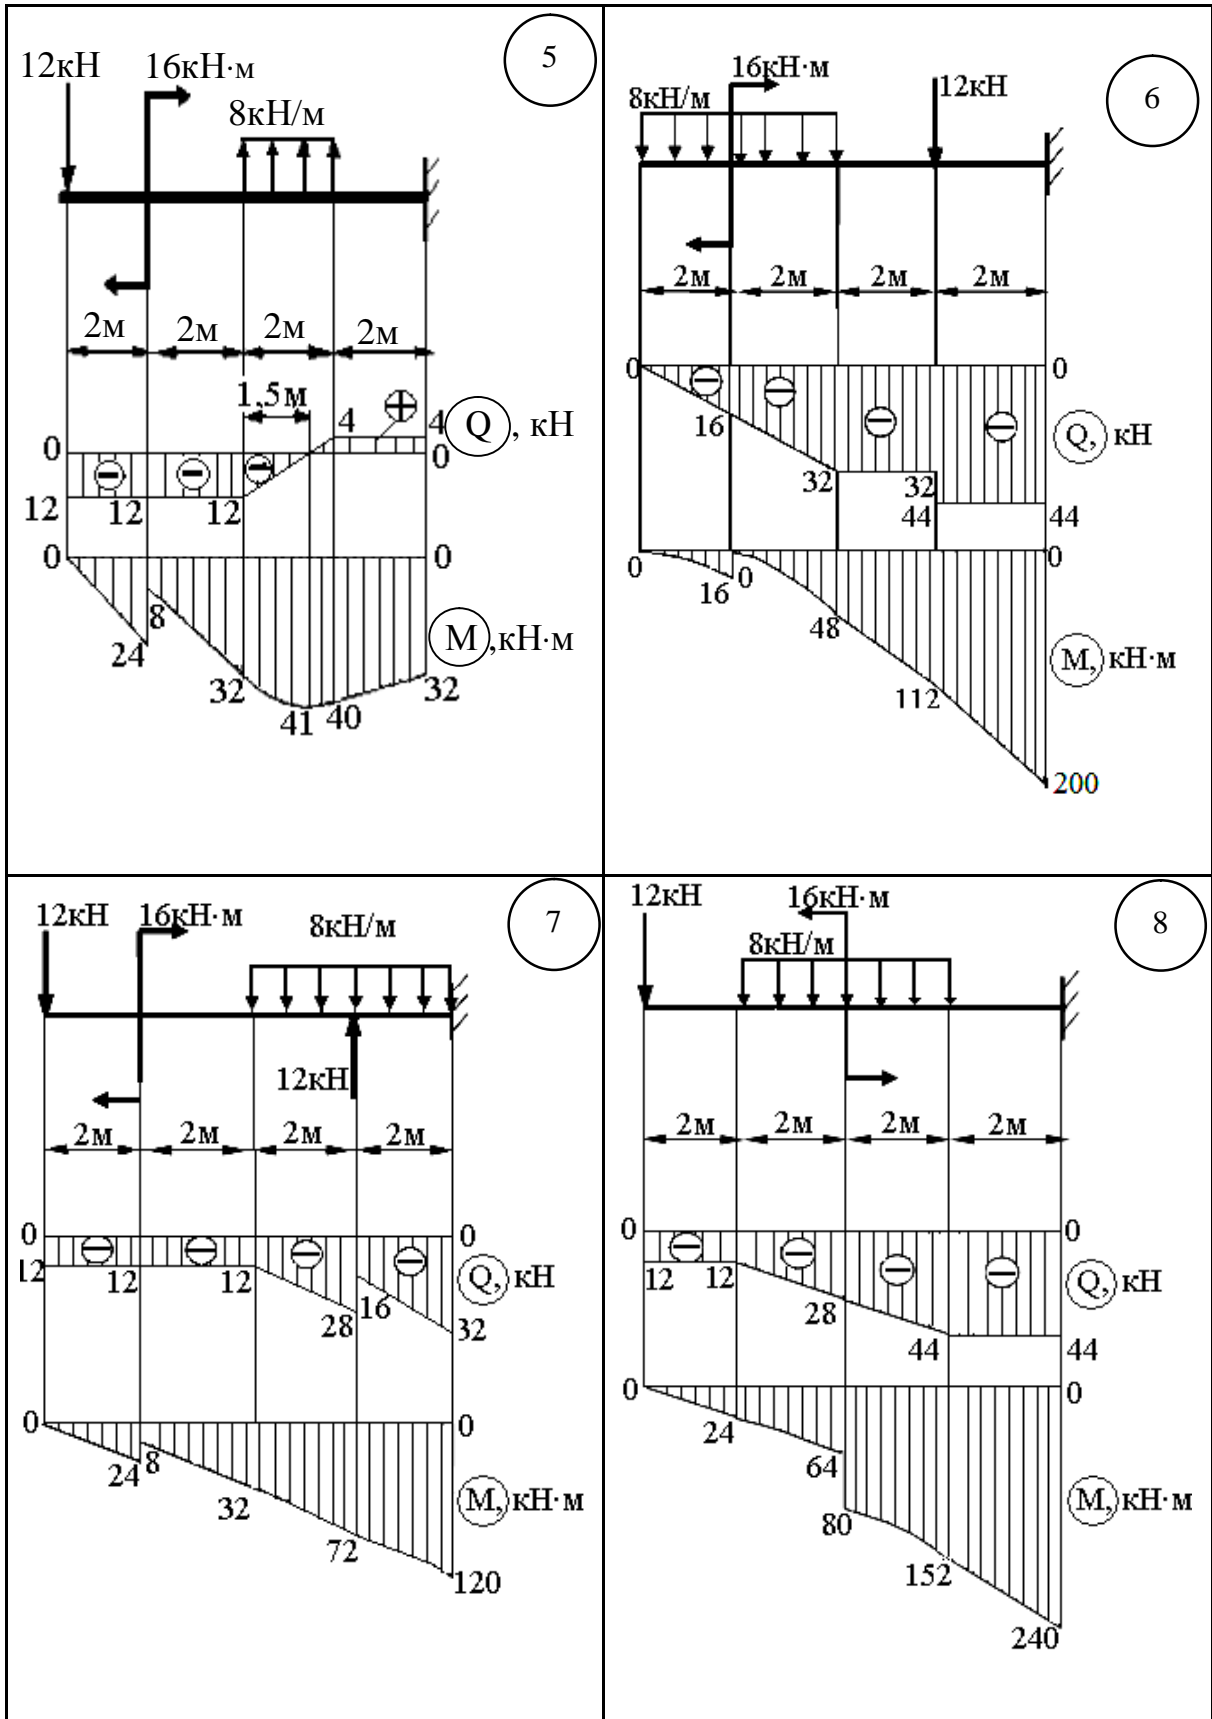 5
12кН
16кН·м
8кН/м
2м 2м 2м 2м
1,5м
4
4
0
0
Q , кН
12 12 12
0
0
8
24
32
41 40
32
M ,кН·м
6
16кН·м
8кН/м
12кН
2м 2м 2м 2м
0
0
16
Q, кН
32 32
44 44
0
0
16 0
48
M, кН·м
112
200
7
12кН 16кН·м
8кН/м
12кН
2м 2м 2м 2м
0
0
12 12 12
Q, кН
16
28
32
0
0
24 8
32
M, кН·м
72
120
8
12кН
16кН·м
8кН/м
2м 2м 2м 2м
0
0
12 12
Q, кН
28
44 44
0
0
24
64
80
M, кН·м
152
240